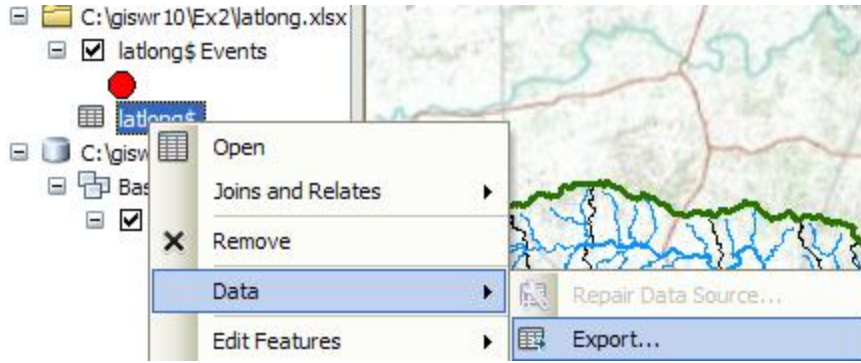 C:\giswr10\Ex2\latlong.xlsx
latlong$ Events
latlong$
Open
C:\gisw
Joins and Relates
Bas
Remove
Data
Repair Data Source...
Edit Features
Export...